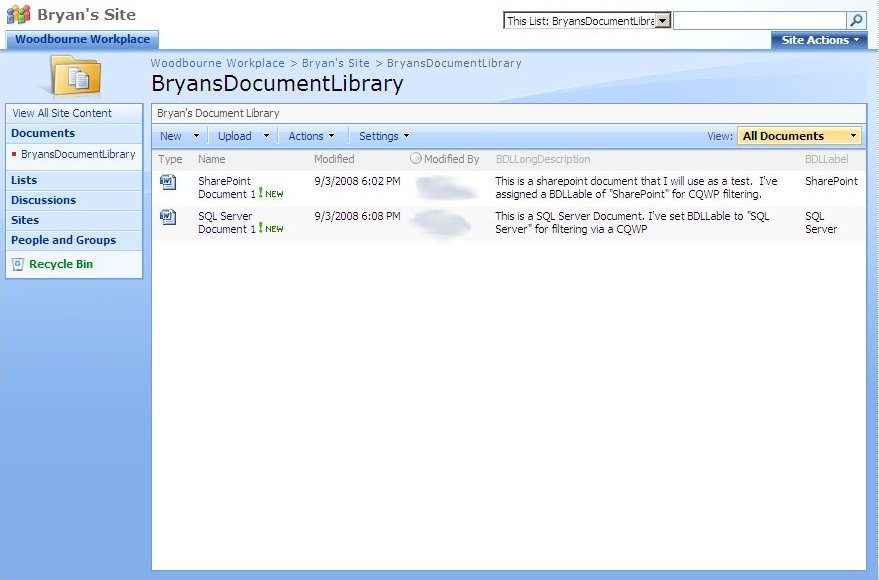 Bryan's Site
This List: BryansDocumentLibra
Woodbourne Workplace
Site Actions
Woodbourne Workplace > Bryan's Site > BryansDocumentLibrary
BryansDocumentLibrary
View All Site Content
Documents
BryansDocumentLibrary
Lists
Discussions
Sites
People and Groups
Recycle Bin
Bryan's Document Library
New Upload Actions Settings View: All Documents
Type Name Modified Modified By BDLLongDescription BDLLabel
SharePoint 9/3/2008 6:02 PM This is a sharepoint document that I will use as a test. I've SharePoint
Document 1 ! NEW assigned a BDLLable of "SharePoint" for CQWP filtering.
SQL Server 9/3/2008 6:08 PM This is a SQL Server Document. I've set BDLLable to "SQL SQL
Document 1 ! NEW Server" for filtering via a CQWP Server